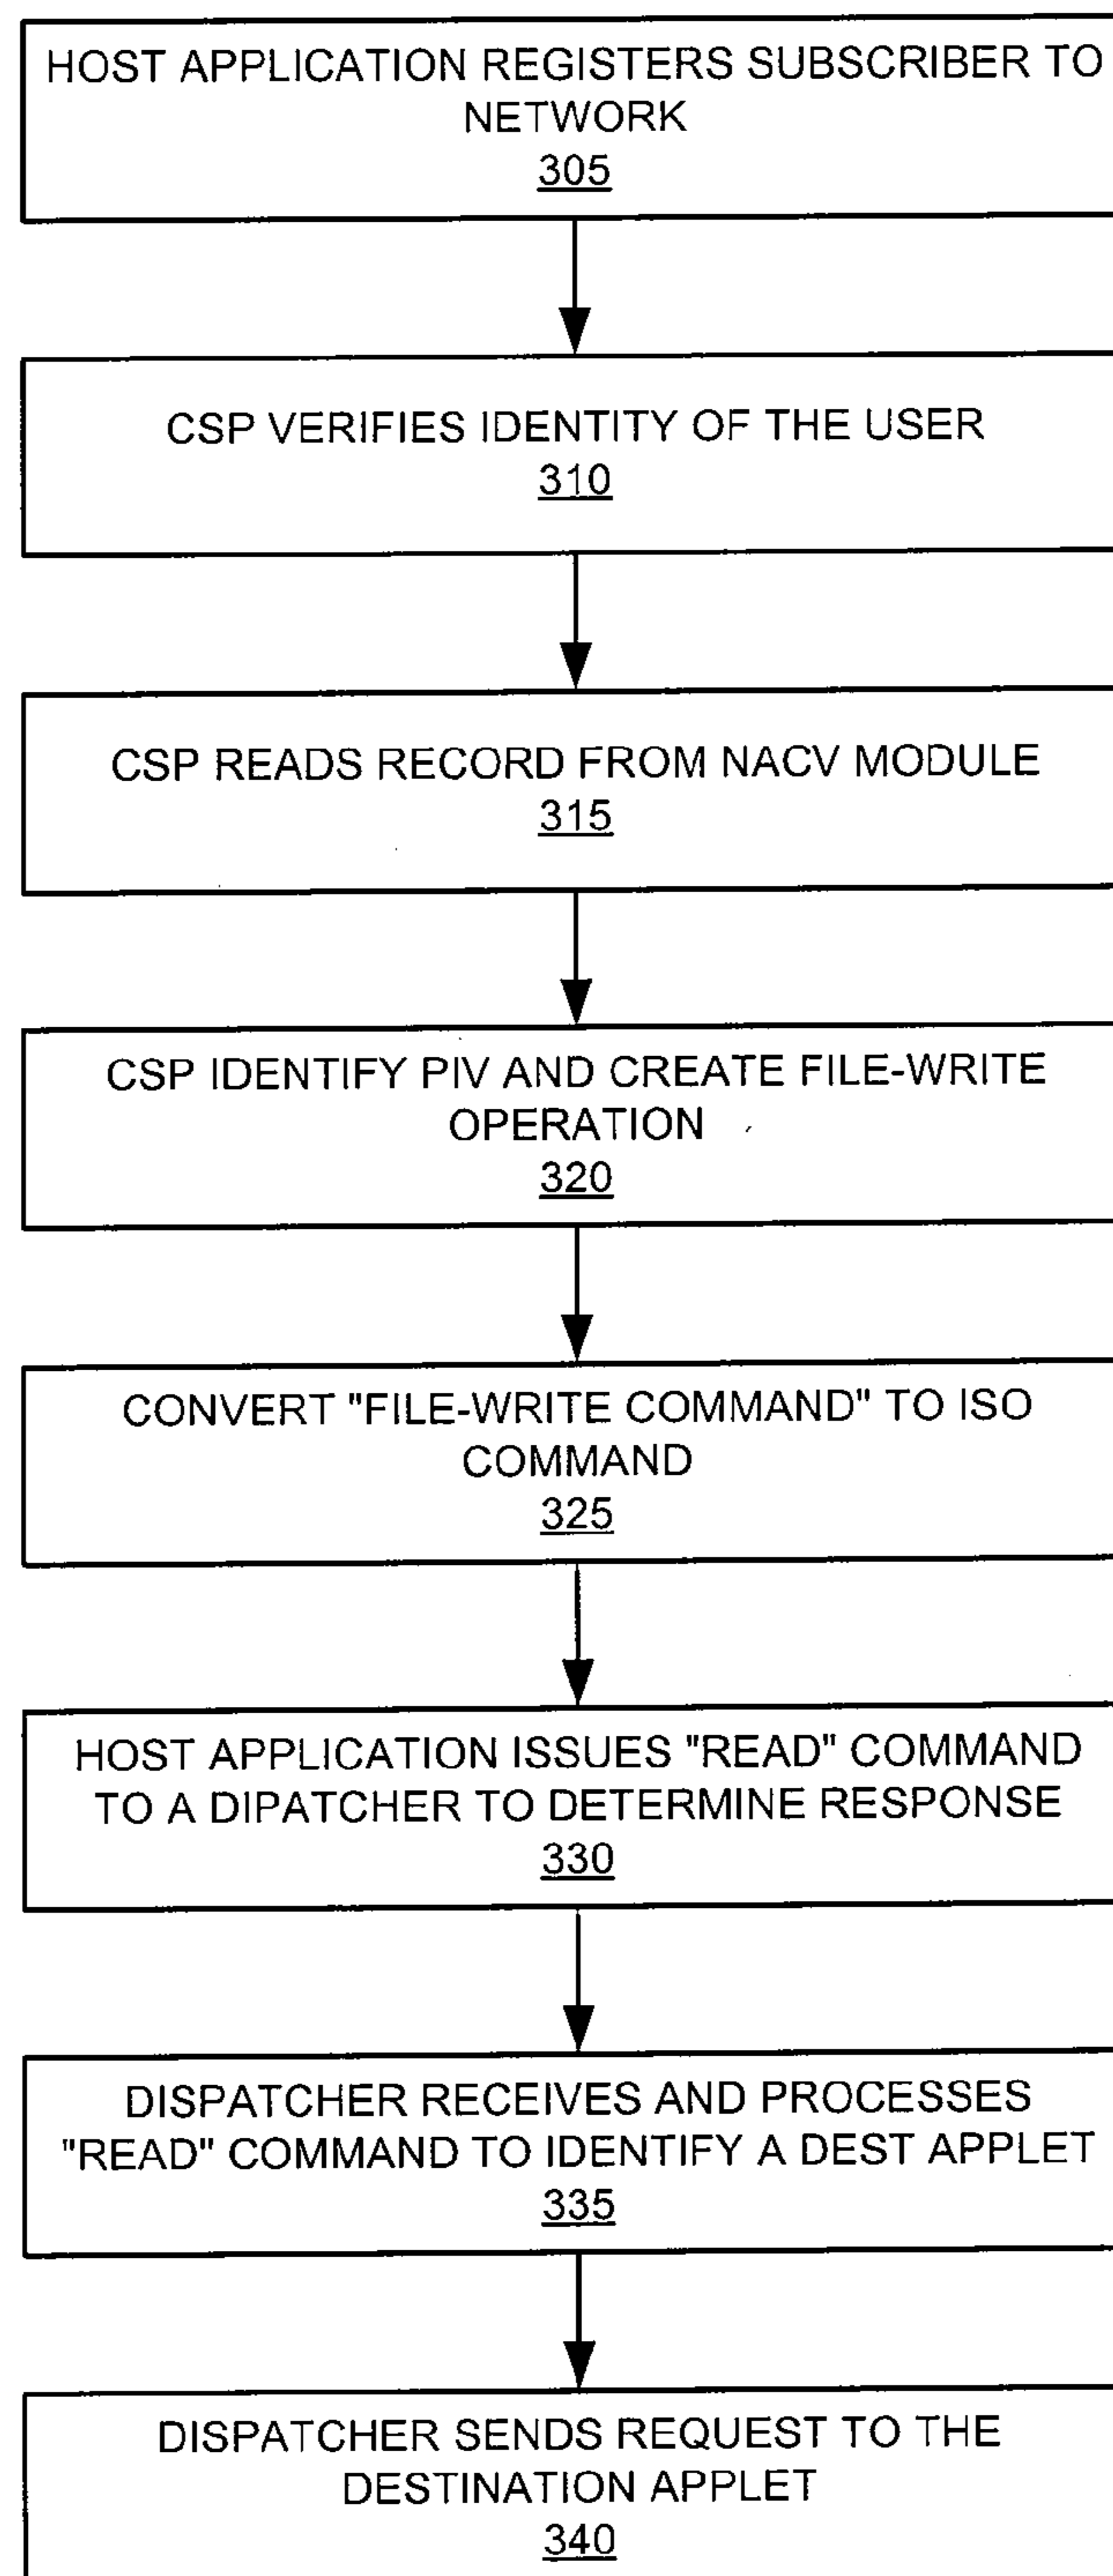 HOST APPLICATION REGISTERS SUBSCRIBER TO
NETWORK
305
CSP VERIFIES IDENTITY OF THE USER
310
CSP READS RECORD FROM NACV MODULE
315
CSP IDENTIFY PIV AND CREATE FILE-WRITE
OPERATION
320
CONVERT "FILE-WRITE COMMAND" TO ISO
COMMAND
325
HOST APPLICATION ISSUES "READ" COMMAND
TO A DIPATCHER TO DETERMINE RESPONSE
330
DISPATCHER RECEIVES AND PROCESSES
"READ" COMMAND TO IDENTIFY A DEST APPLET
335
DISPATCHER SENDS REQUEST TO THE
DESTINATION APPLET
340